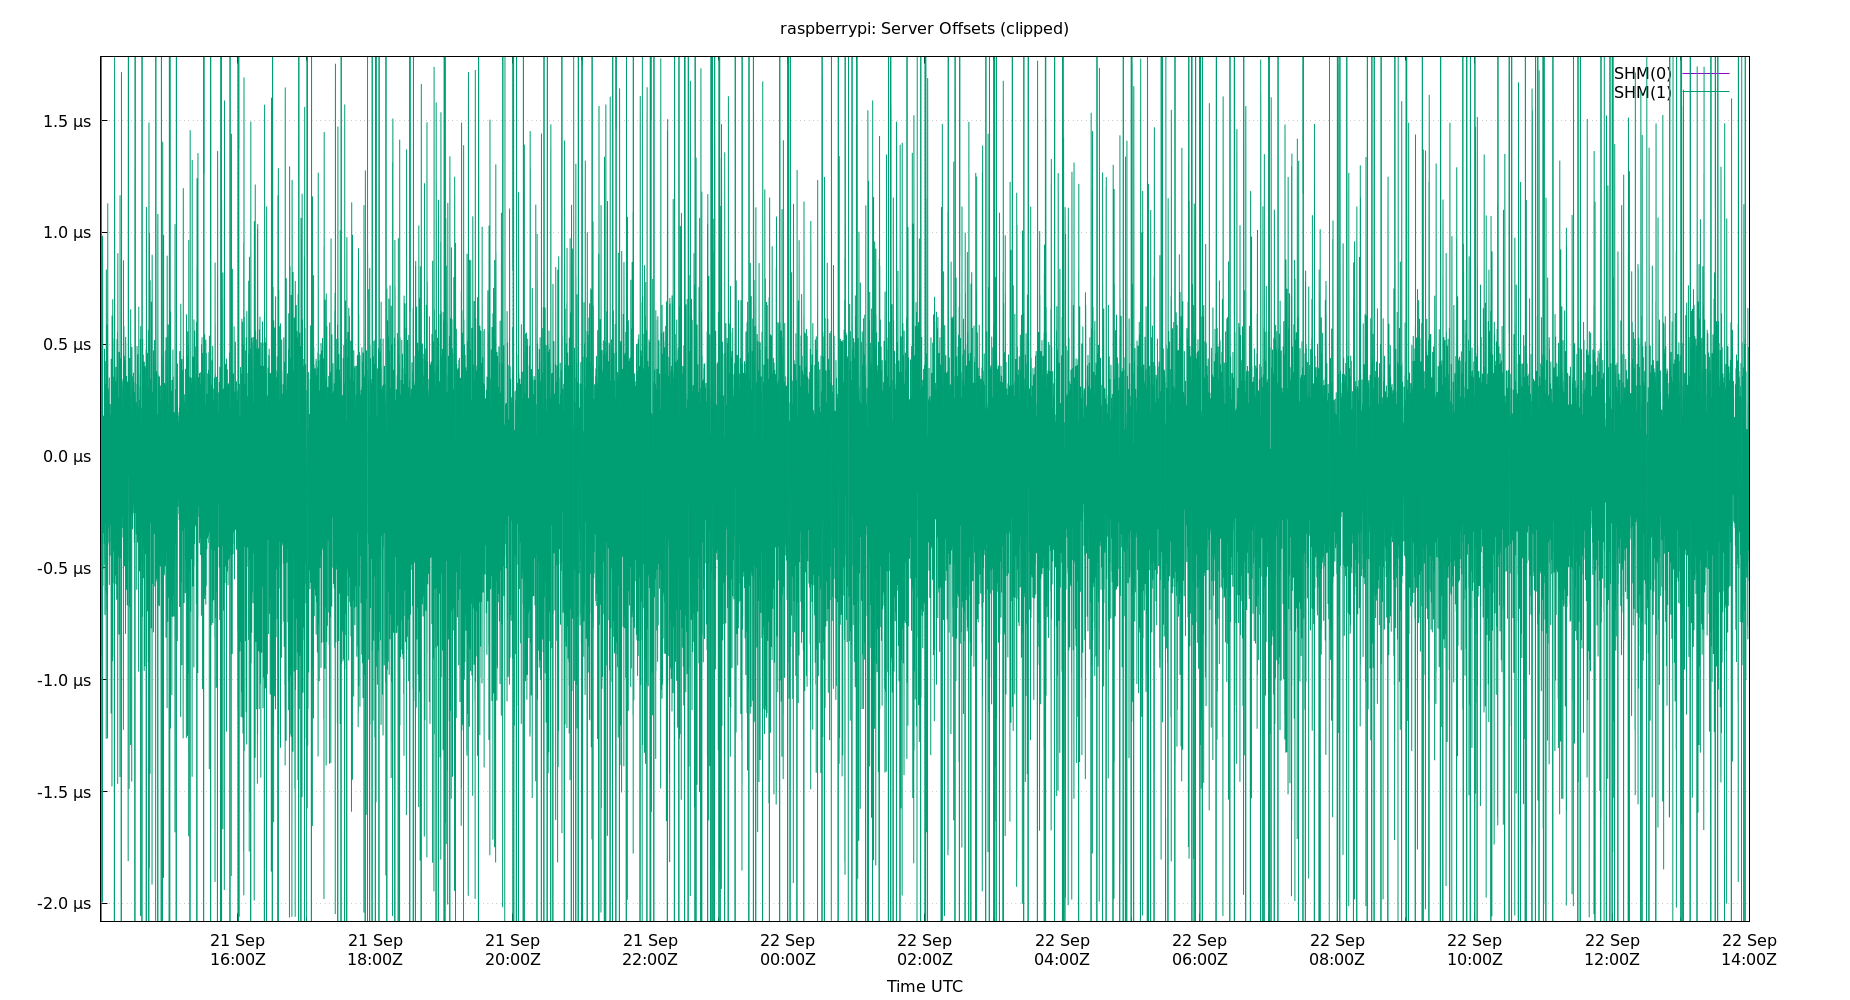 raspberrypi: Server Offsets (clipped)
SHM(0)
SHM(1)
1.5 µs
1.0 µs
0.5 µs
0.0 µs
-0.5 µs
-1.0 µs
-1.5 µs
-2.0 µs
21 Sep 21 Sep 21 Sep 21 Sep 22 Sep 22 Sep 22 Sep 22 Sep 22 Sep 22 Sep 22 Sep 22 Sep
16:00Z 18:00Z 20:00Z 22:00Z 00:00Z 02:00Z 04:00Z 06:00Z 08:00Z 10:00Z 12:00Z 14:00Z
Time UTC